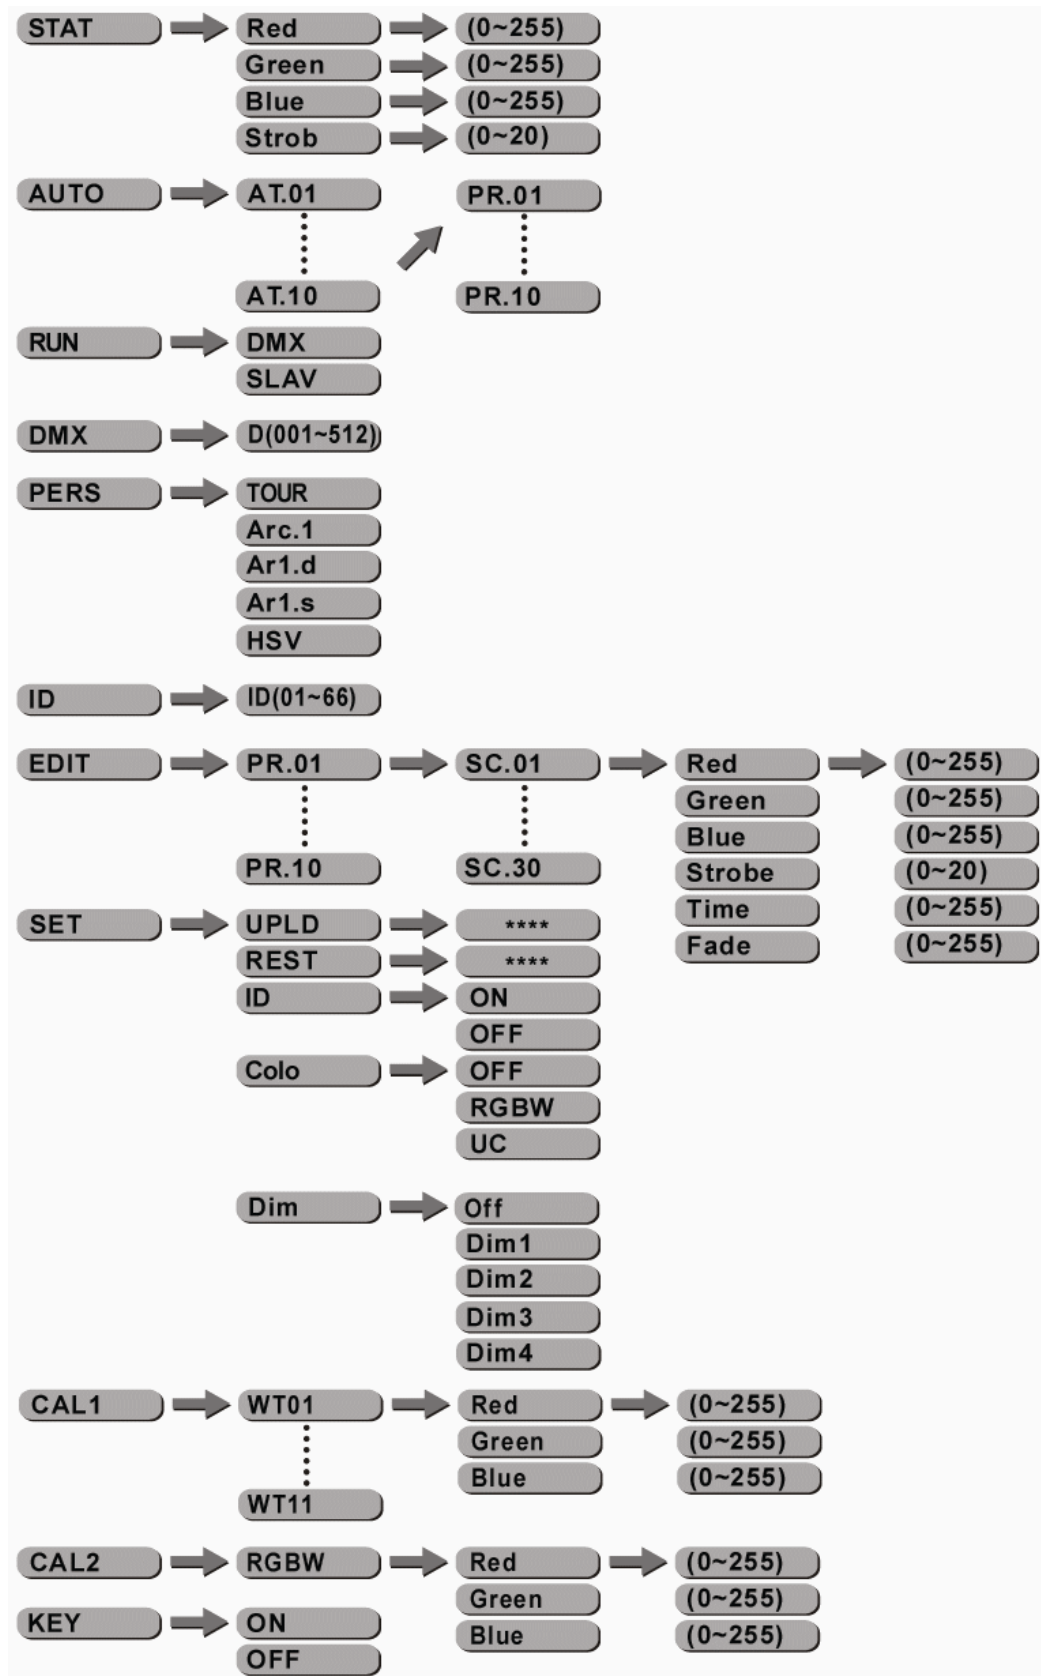 STAT Red (0~255)
Green (0~255)
Blue (0~255)
Strob (0~20)
AUTO AT.01 PR.01
AT.10 PR.10
RUN DMX
SLAV
DMX D(001~512)
PERS TOUR
Arc.1
Ar1.d
Ar1.s
HSV
ID ID(01~66)
EDIT PR.01 SC.01 Red (0~255)
Green (0~255)
Blue (0~255)
PR.10 SC.30 Strobe (0~20)
Time (0~255)
Fade (0~255)
SET UPLD ****
REST ****
ID ON
OFF
Colo OFF
RGBW
UC
Dim Off
Dim1
Dim2
Dim3
Dim4
CAL1 WT01 Red (0~255)
Green (0~255)
Blue (0~255)
WT11
CAL2 RGBW Red (0~255)
Green (0~255)
Blue (0~255)
KEY ON
OFF